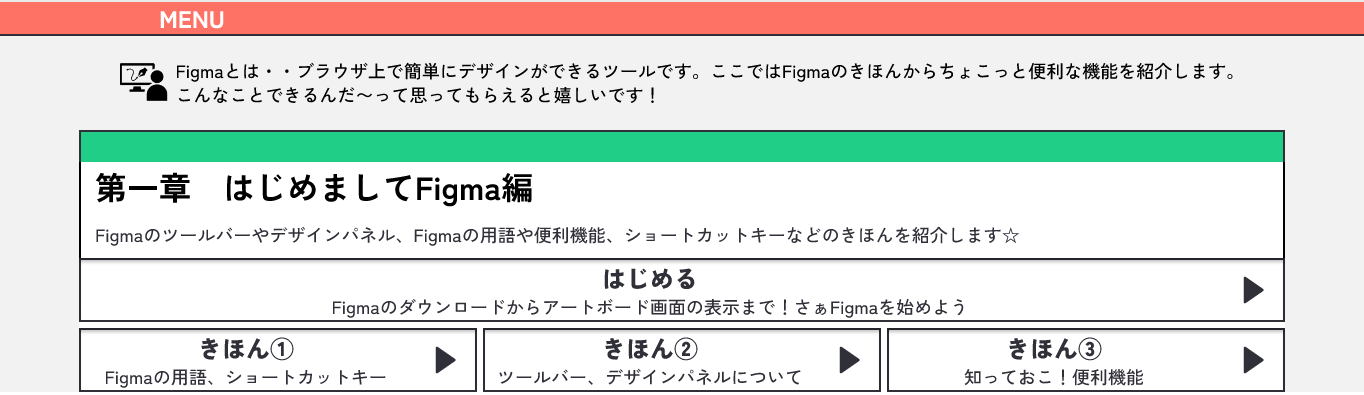 MENU
Figmaとは・・ブラウザ上で簡単にデザインができるツールです。ここではFigmaのきほんからちょこっと便利な機能を紹介します。
こんなことできるんだ〜って思ってもらえると嬉しいです！
第一章　はじめましてFigma編
Figmaのツールバーやデザインパネル、Figmaの用語や便利機能、ショートカットキーなどのきほんを紹介します☆
はじめる
Figmaのダウンロードからアートボード画面の表示まで！さぁFigmaを始めよう
きほん①
Figmaの用語、ショートカットキー
きほん②
ツールバー、デザインパネルについて
きほん③
知っておこ！便利機能